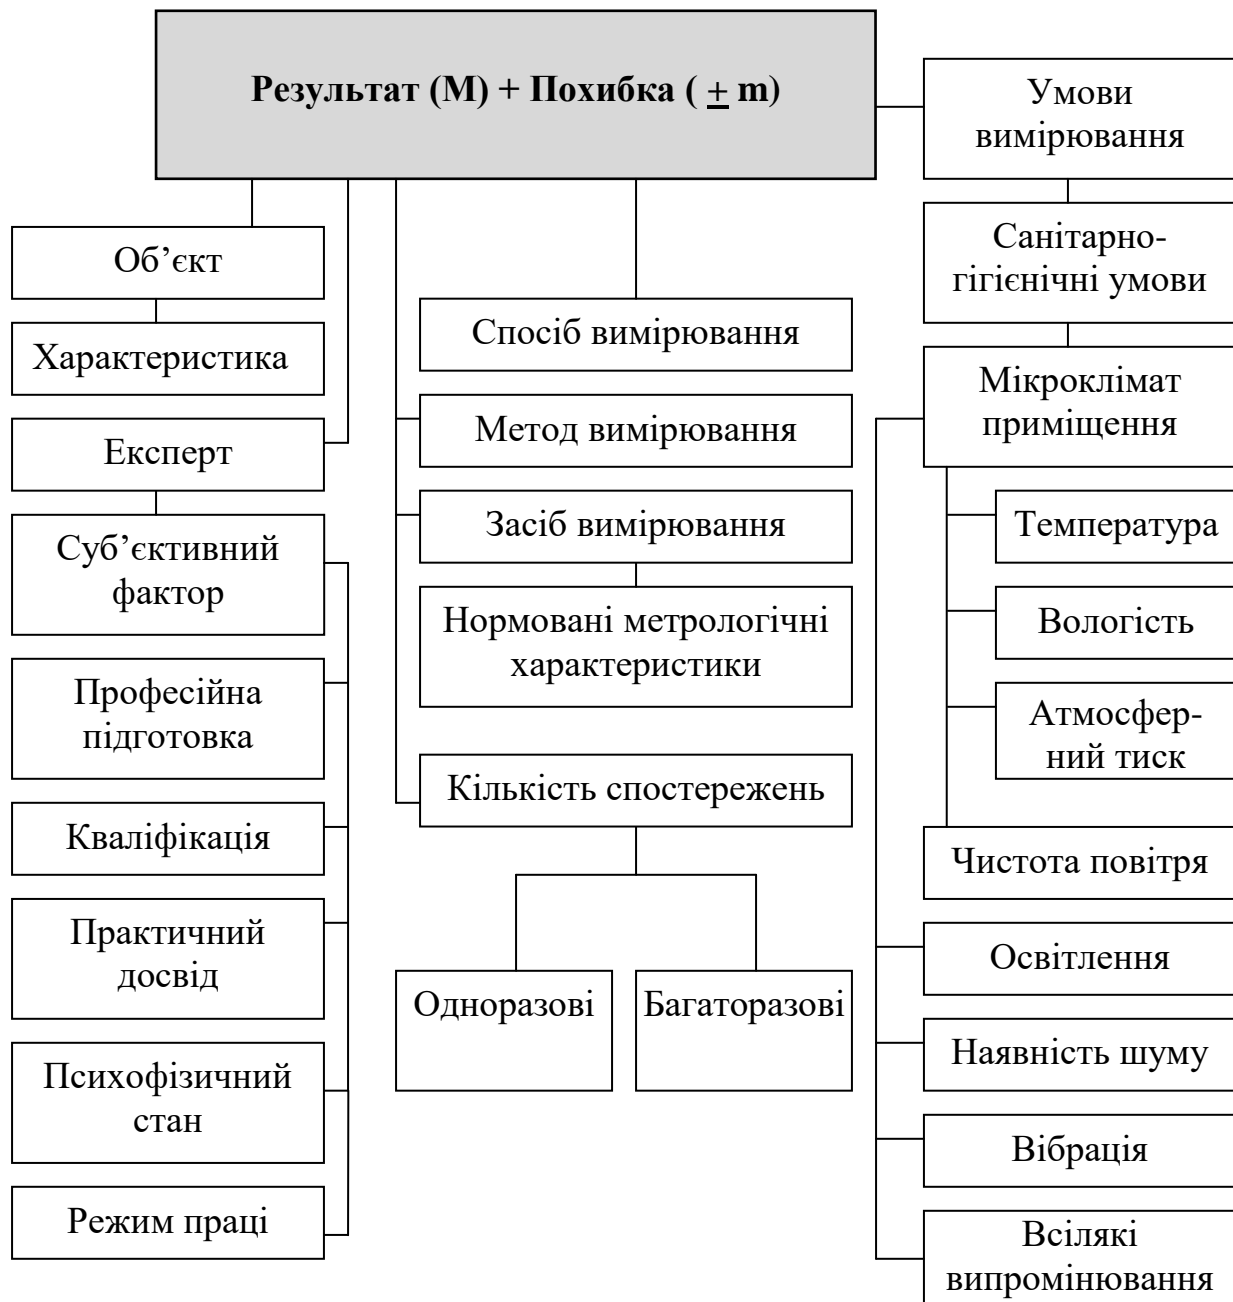 Результат (М) + Похибка ( ± m)
Умови
вимірювання
Санітарно-
гігієнічні умови
Мікроклімат
приміщення
Температура
Вологість
Атмосфер-
ний тиск
Чистота повітря
Освітлення
Наявність шуму
Вібрація
Всілякі
випромінювання
Об’єкт
Характеристика
Експерт
Суб’єктивний
фактор
Професійна
підготовка
Кваліфікація
Практичний
досвід
Психофізичний
стан
Режим праці
Спосіб вимірювання
Метод вимірювання
Засіб вимірювання
Нормовані метрологічні
характеристики
Кількість спостережень
Одноразові
Багаторазові